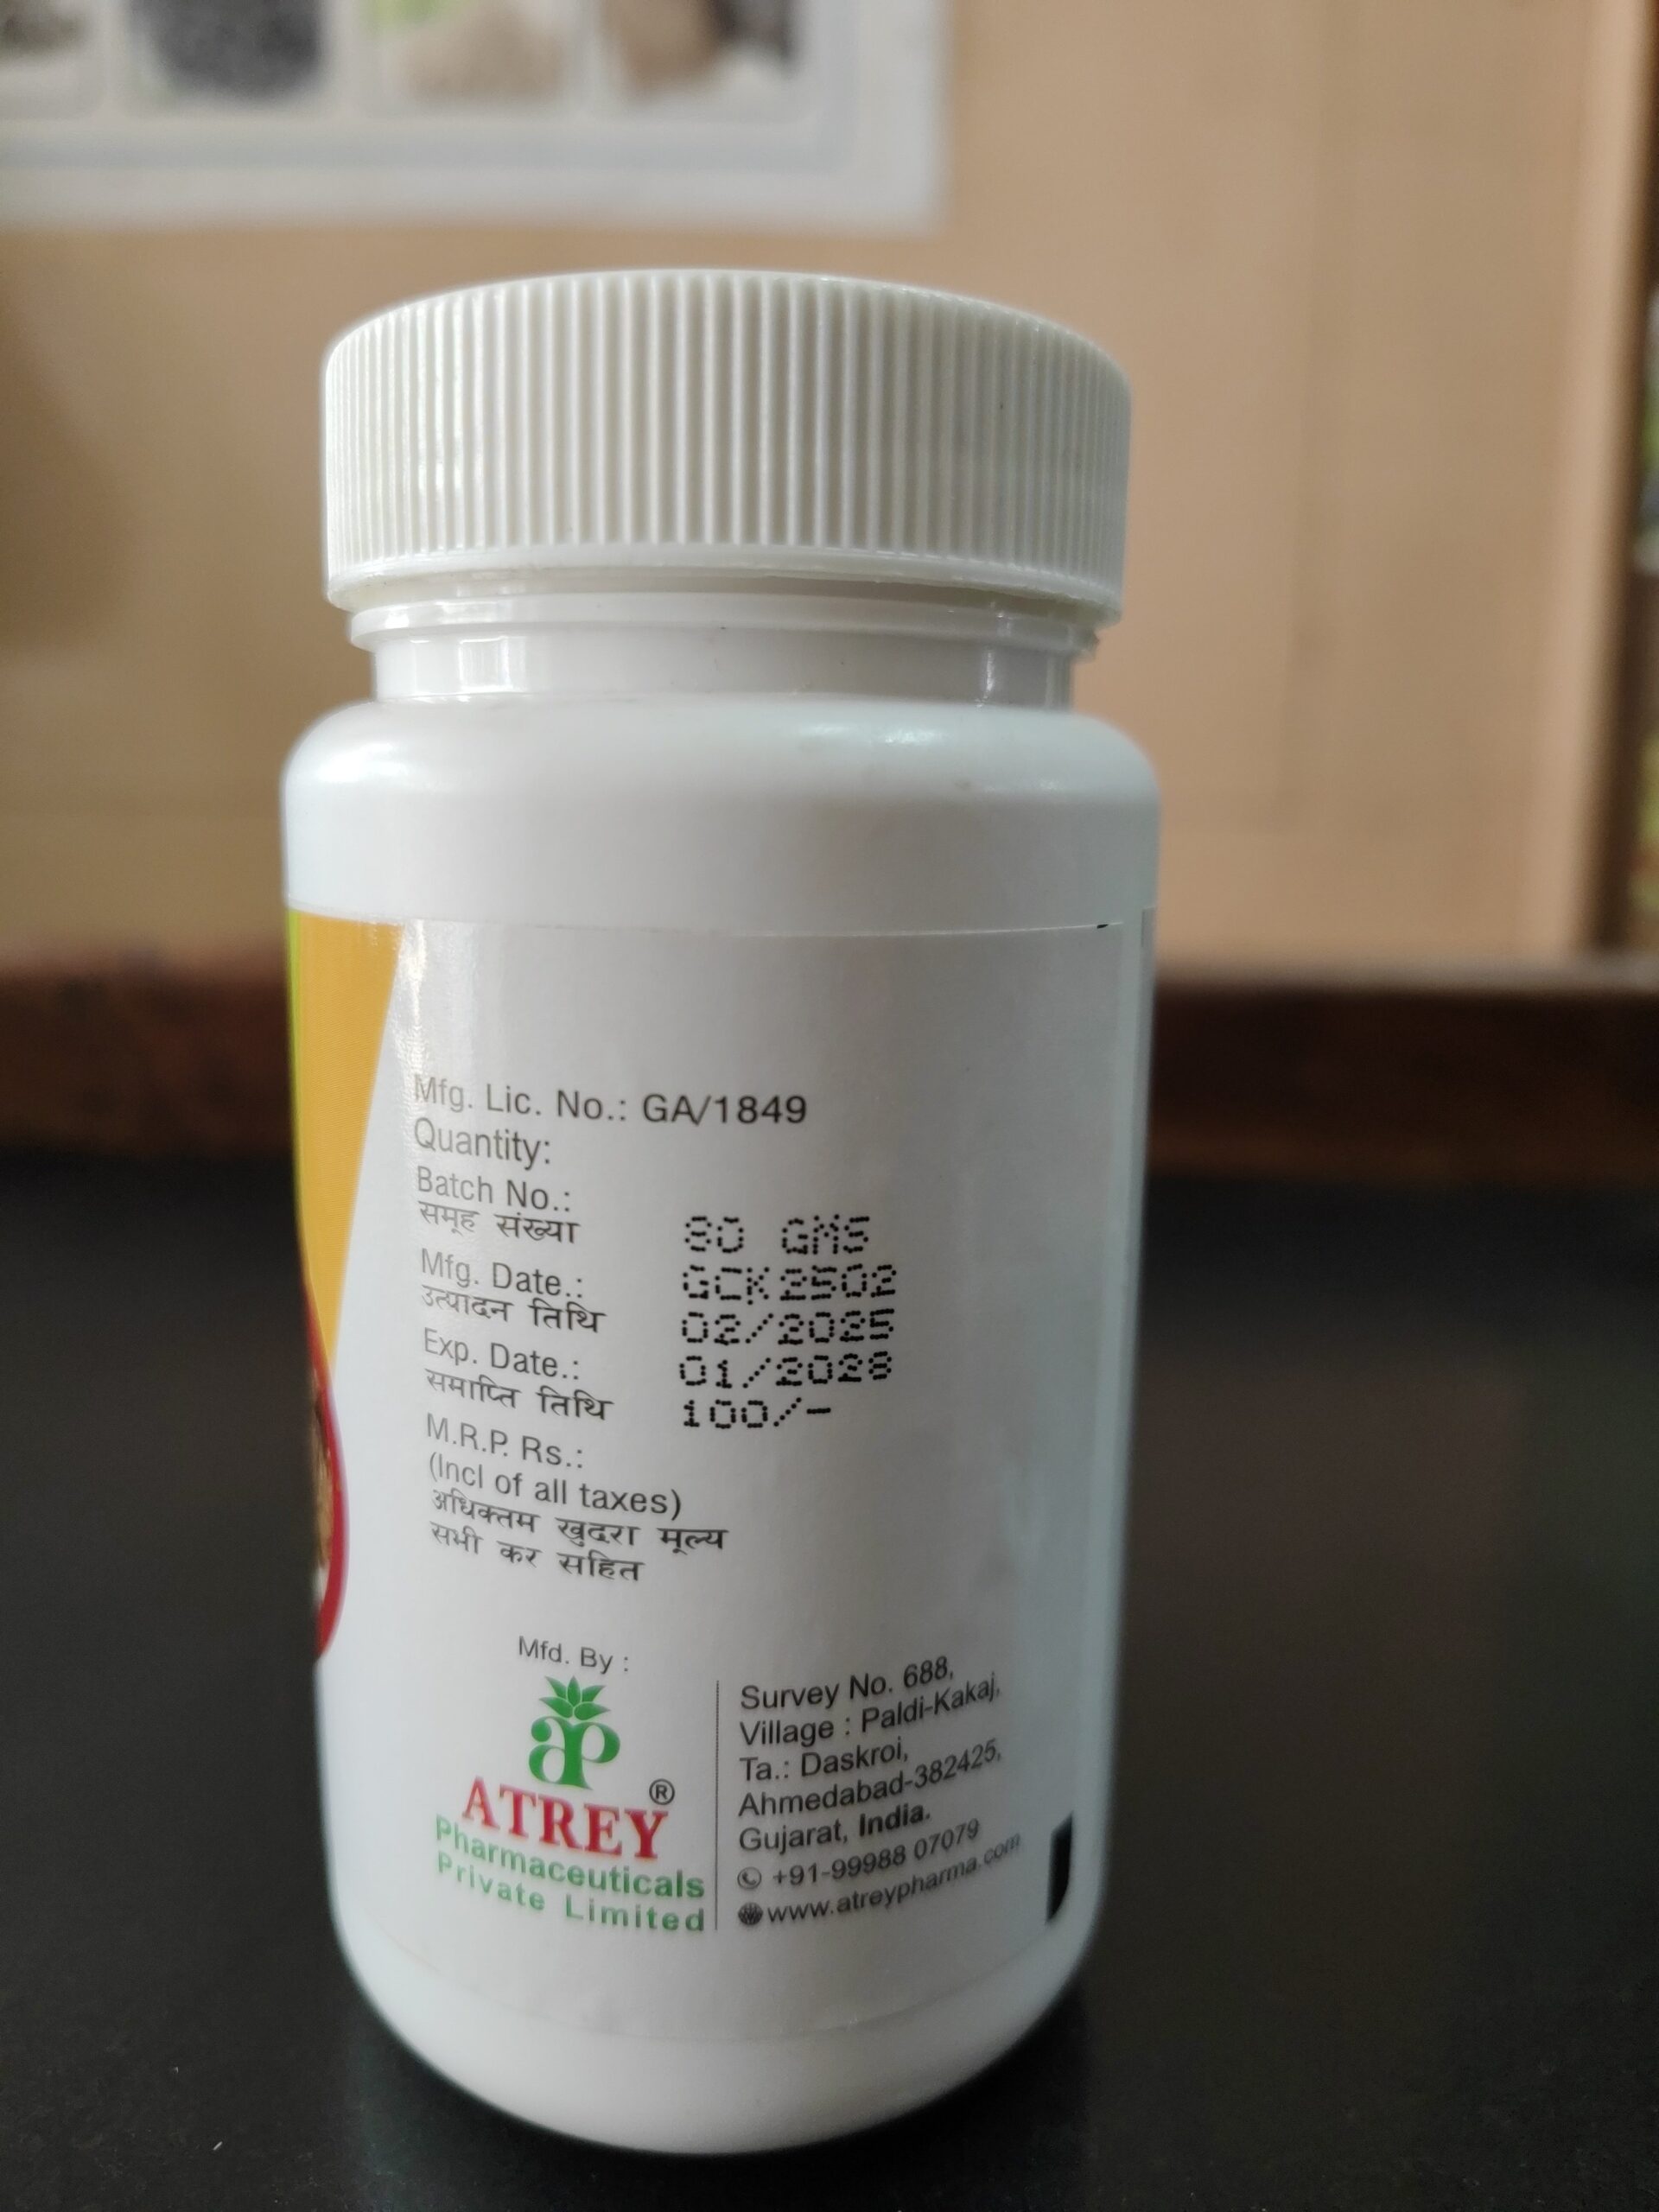 Mfg. Lic. No.: GA/1849
Quantity:
Batch No.:
समूह संख्या
80 GMS
Mfg. Date.:
GCK2502
उत्पादन तिथि
02/2025
Exp. Date.:
01/2028
समाप्ति तिथि
100/-
M.R.P. Rs.:
(Incl of all taxes)
अधिक्तम खुदरा मूल्य
सभी कर सहित
Mfd. By :
ap
ATREY®
Pharmaceuticals
Private Limited
Survey No. 688,
Village : Paldi-Kakaj,
Ta.: Daskroi,
Ahmedabad-382425,
Gujarat, India.
+91-99988 07079
www.atreypharma.com